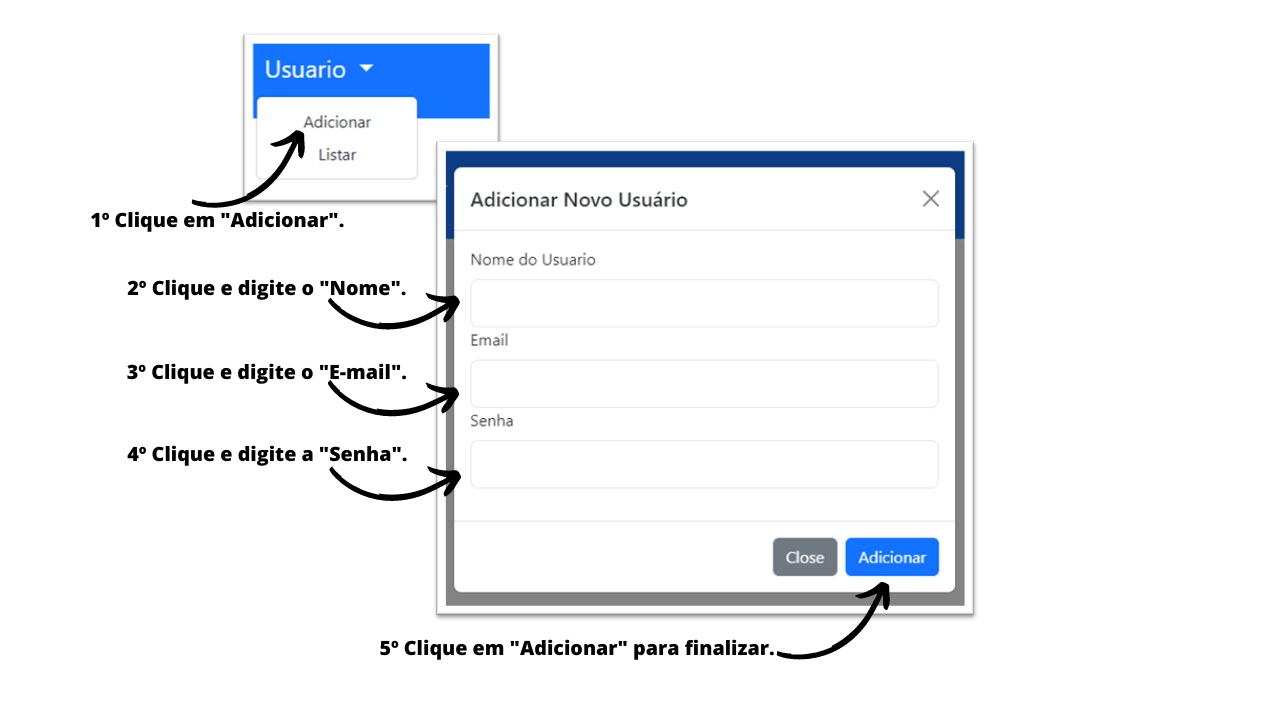 Usuario
Adicionar
Listar
1º Clique em "Adicionar".
Adicionar Novo Usuário
Nome do Usuario
2º Clique e digite o "Nome".
Email
3º Clique e digite o "E-mail".
Senha
4º Clique e digite a "Senha".
Close
Adicionar
5º Clique em "Adicionar" para finalizar.